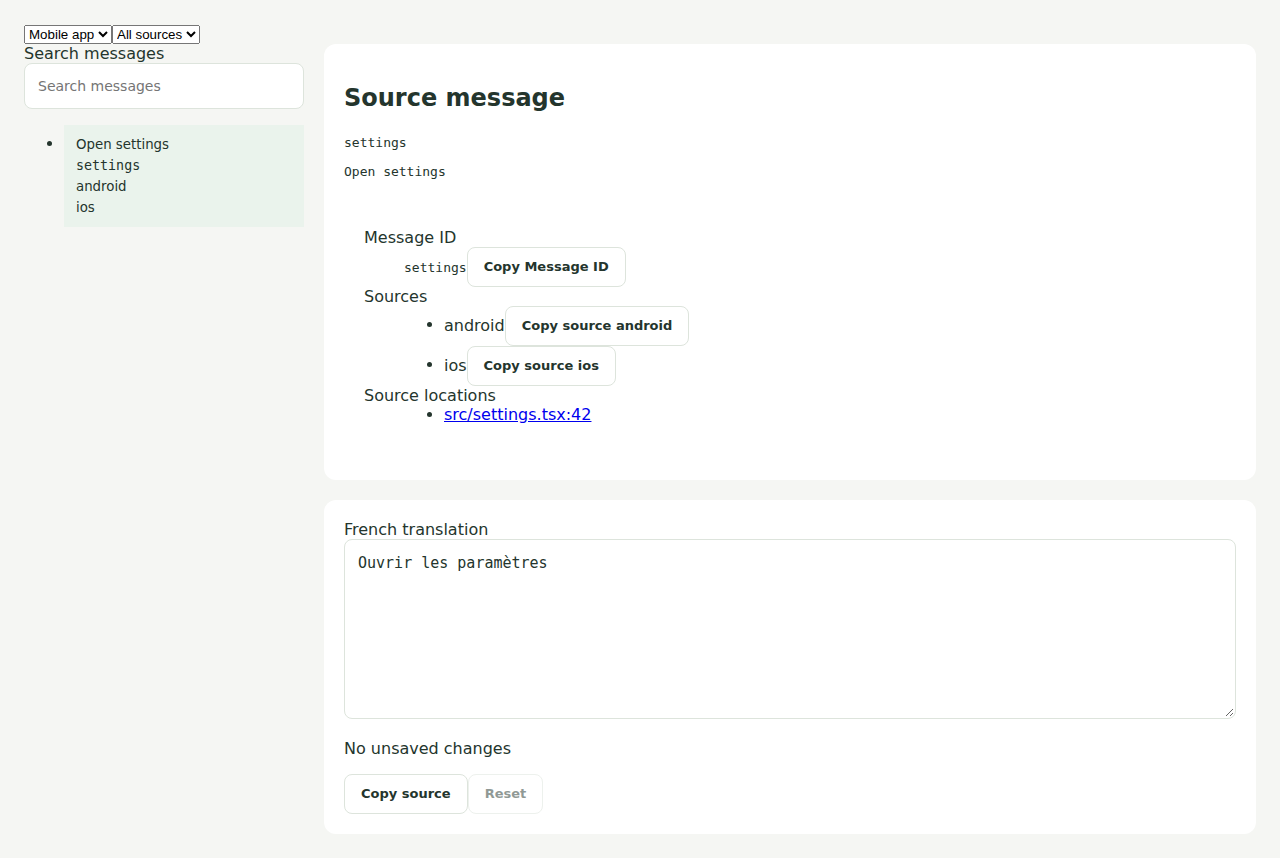 Mobile app All sources
Search messages
Search messages
Open settings
settings
android
ios
Source message
settings
Open settings
Message ID
settings Copy Message ID
Sources
android Copy source android
ios Copy source ios
Source locations
src/settings.tsx:42
French translation
Ouvrir les paramètres
No unsaved changes
Copy source Reset